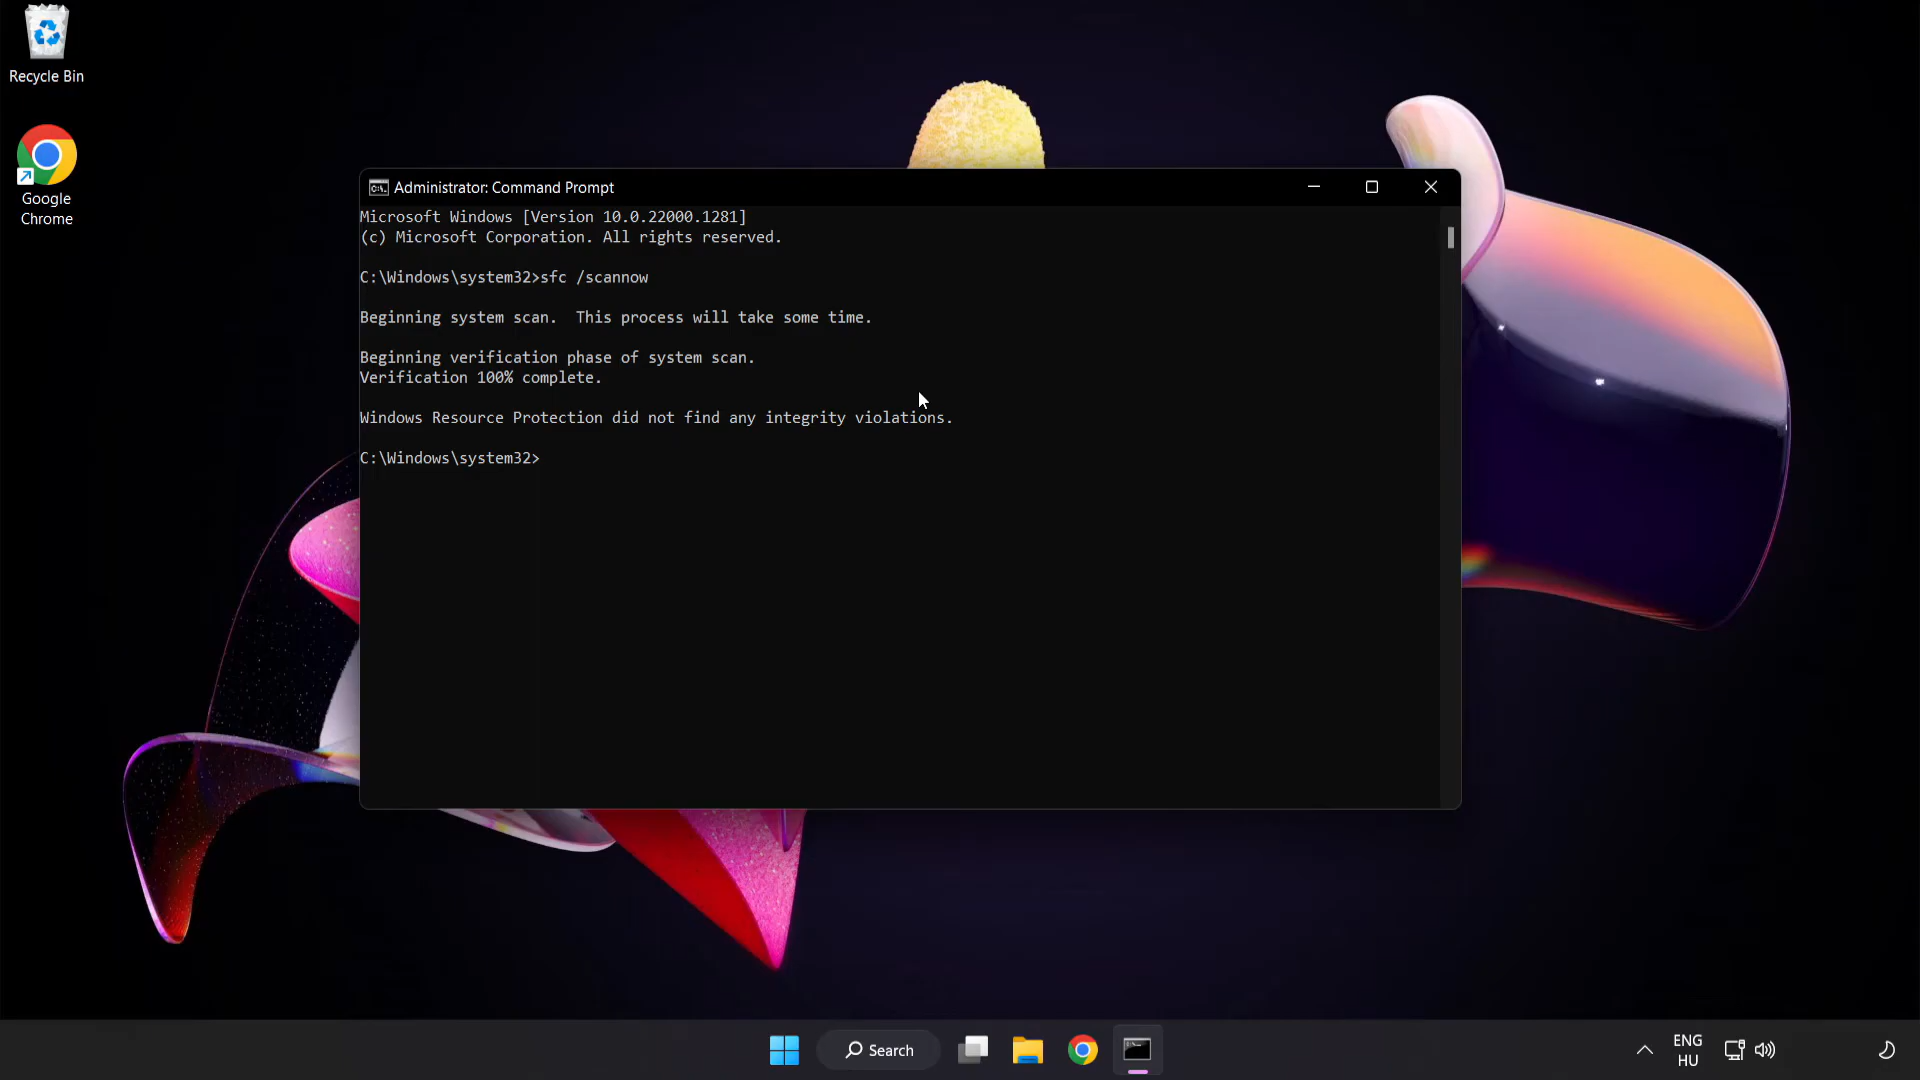 Recycle Bin
Google
Chrome
Administrator: Command Prompt
Microsoft Windows [Version 10.0.22000.1281]
(c) Microsoft Corporation. All rights reserved.
C:\Windows\system32>sfc /scannow
Beginning system scan.  This process will take some time.
Beginning verification phase of system scan.
Verification 100% complete.
Windows Resource Protection did not find any integrity violations.
C:\Windows\system32>
Search
ENG
HU